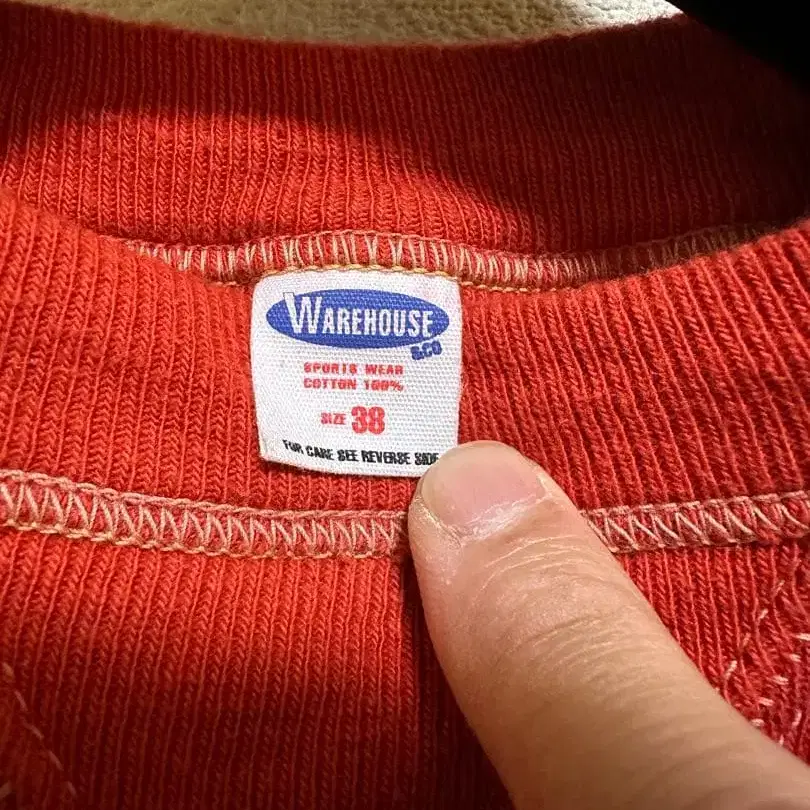 WAREHOUSE
&CO
SPORTS WEAR
COTTON 100%
SIZE 38
FOR CARE SEE REVERSE SIDE